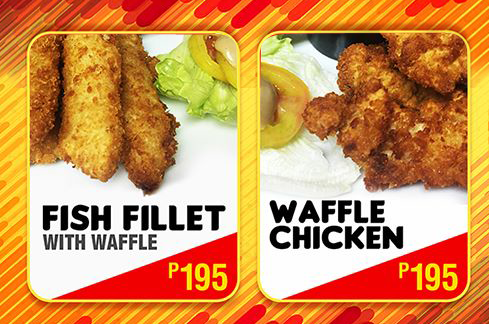 FISH FILLET
WITH WAFFLE
P195
WAFFLE
CHICKEN
P195